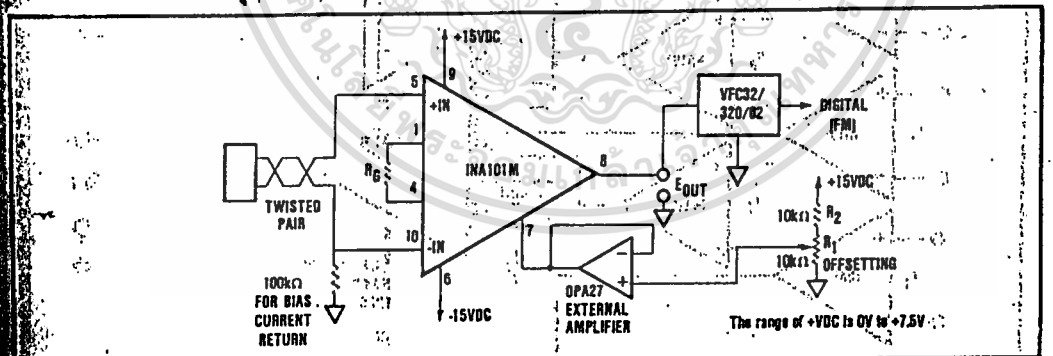 +15VDC
5
9
+IN
1
RG
4
INA101M
8
10
-IN
7
6
-15VDC
TWISTED
PAIR
100kΩ
FOR BIAS
CURRENT
RETURN
EOUT
VFC32/
320/62
DIGITAL
(FM)
+15VDC
10kΩ R2
R1
10kΩ OFFSETTING
-
+
OPA27
EXTERNAL
AMPLIFIER
The range of +VDC is 0V to +7.5V